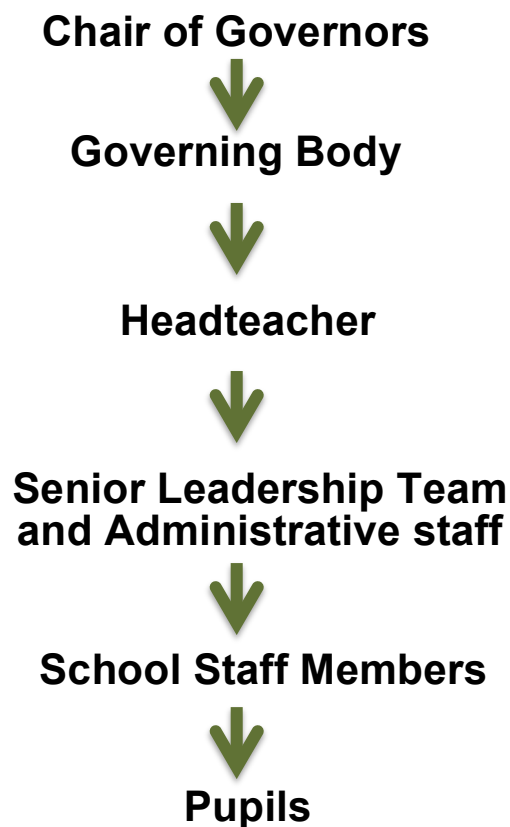 Chair of Governors
Governing Body
Headteacher
Senior Leadership Team
and Administrative staff
School Staff Members
Pupils